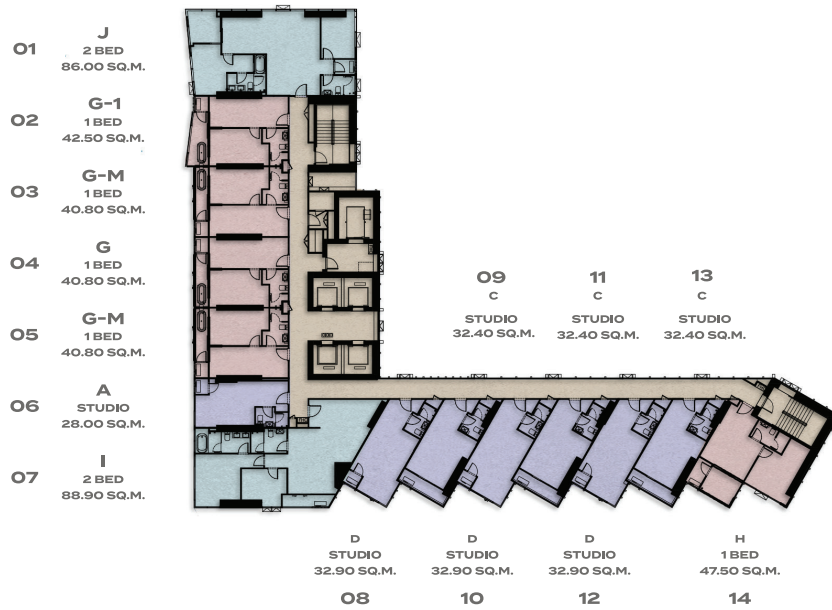 01
J
2 BED
86.00 SQ.M.
02
G-1
1 BED
42.50 SQ.M.
03
G-M
1 BED
40.80 SQ.M.
04
G
1 BED
40.80 SQ.M.
05
G-M
1 BED
40.80 SQ.M.
06
A
STUDIO
28.00 SQ.M.
07
I
2 BED
88.90 SQ.M.
09
C
STUDIO
32.40 SQ.M.
11
C
STUDIO
32.40 SQ.M.
13
C
STUDIO
32.40 SQ.M.
D
STUDIO
32.90 SQ.M.
08
D
STUDIO
32.90 SQ.M.
10
D
STUDIO
32.90 SQ.M.
12
H
1 BED
47.50 SQ.M.
14